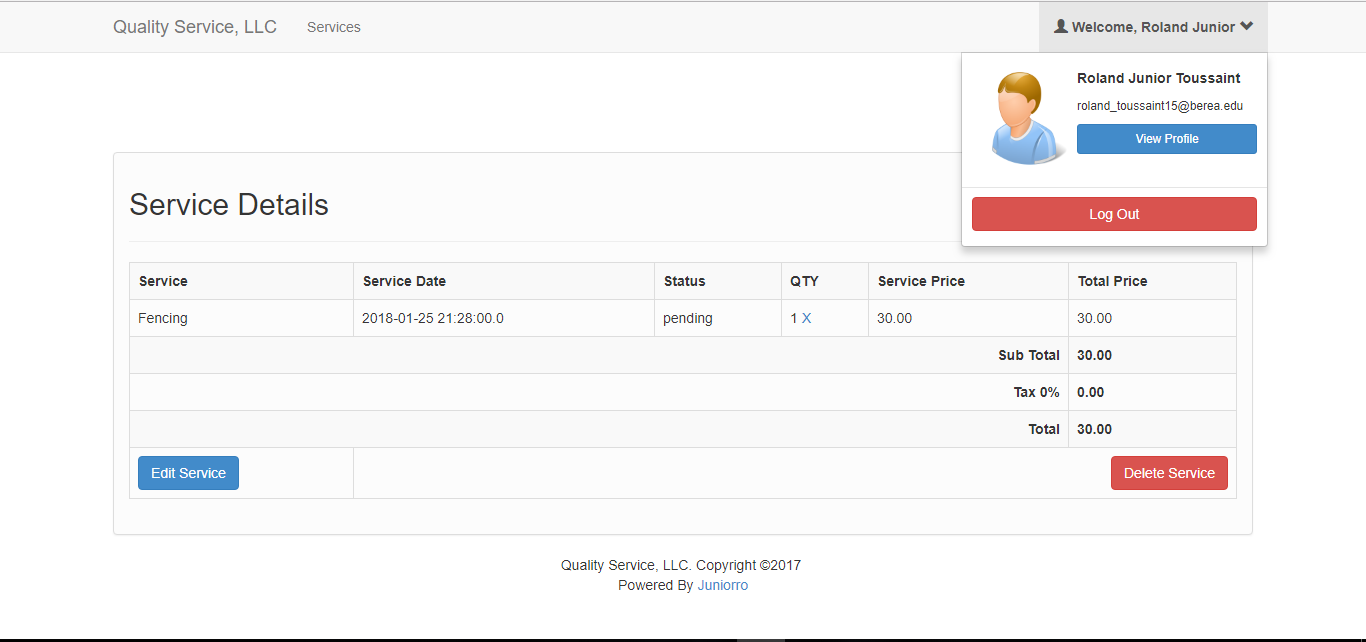 Quality Service, LLC Services Welcome, Roland Junior
Roland Junior Toussaint
roland_toussaint15@berea.edu
View Profile
Log Out
Service Details
Service Service Date Status QTY Service Price Total Price
Fencing 2018-01-25 21:28:00.0 pending 1 X 30.00 30.00
Sub Total 30.00
Tax 0% 0.00
Total 30.00
Edit Service Delete Service
Quality Service, LLC. Copyright ©2017
Powered By Juniorro